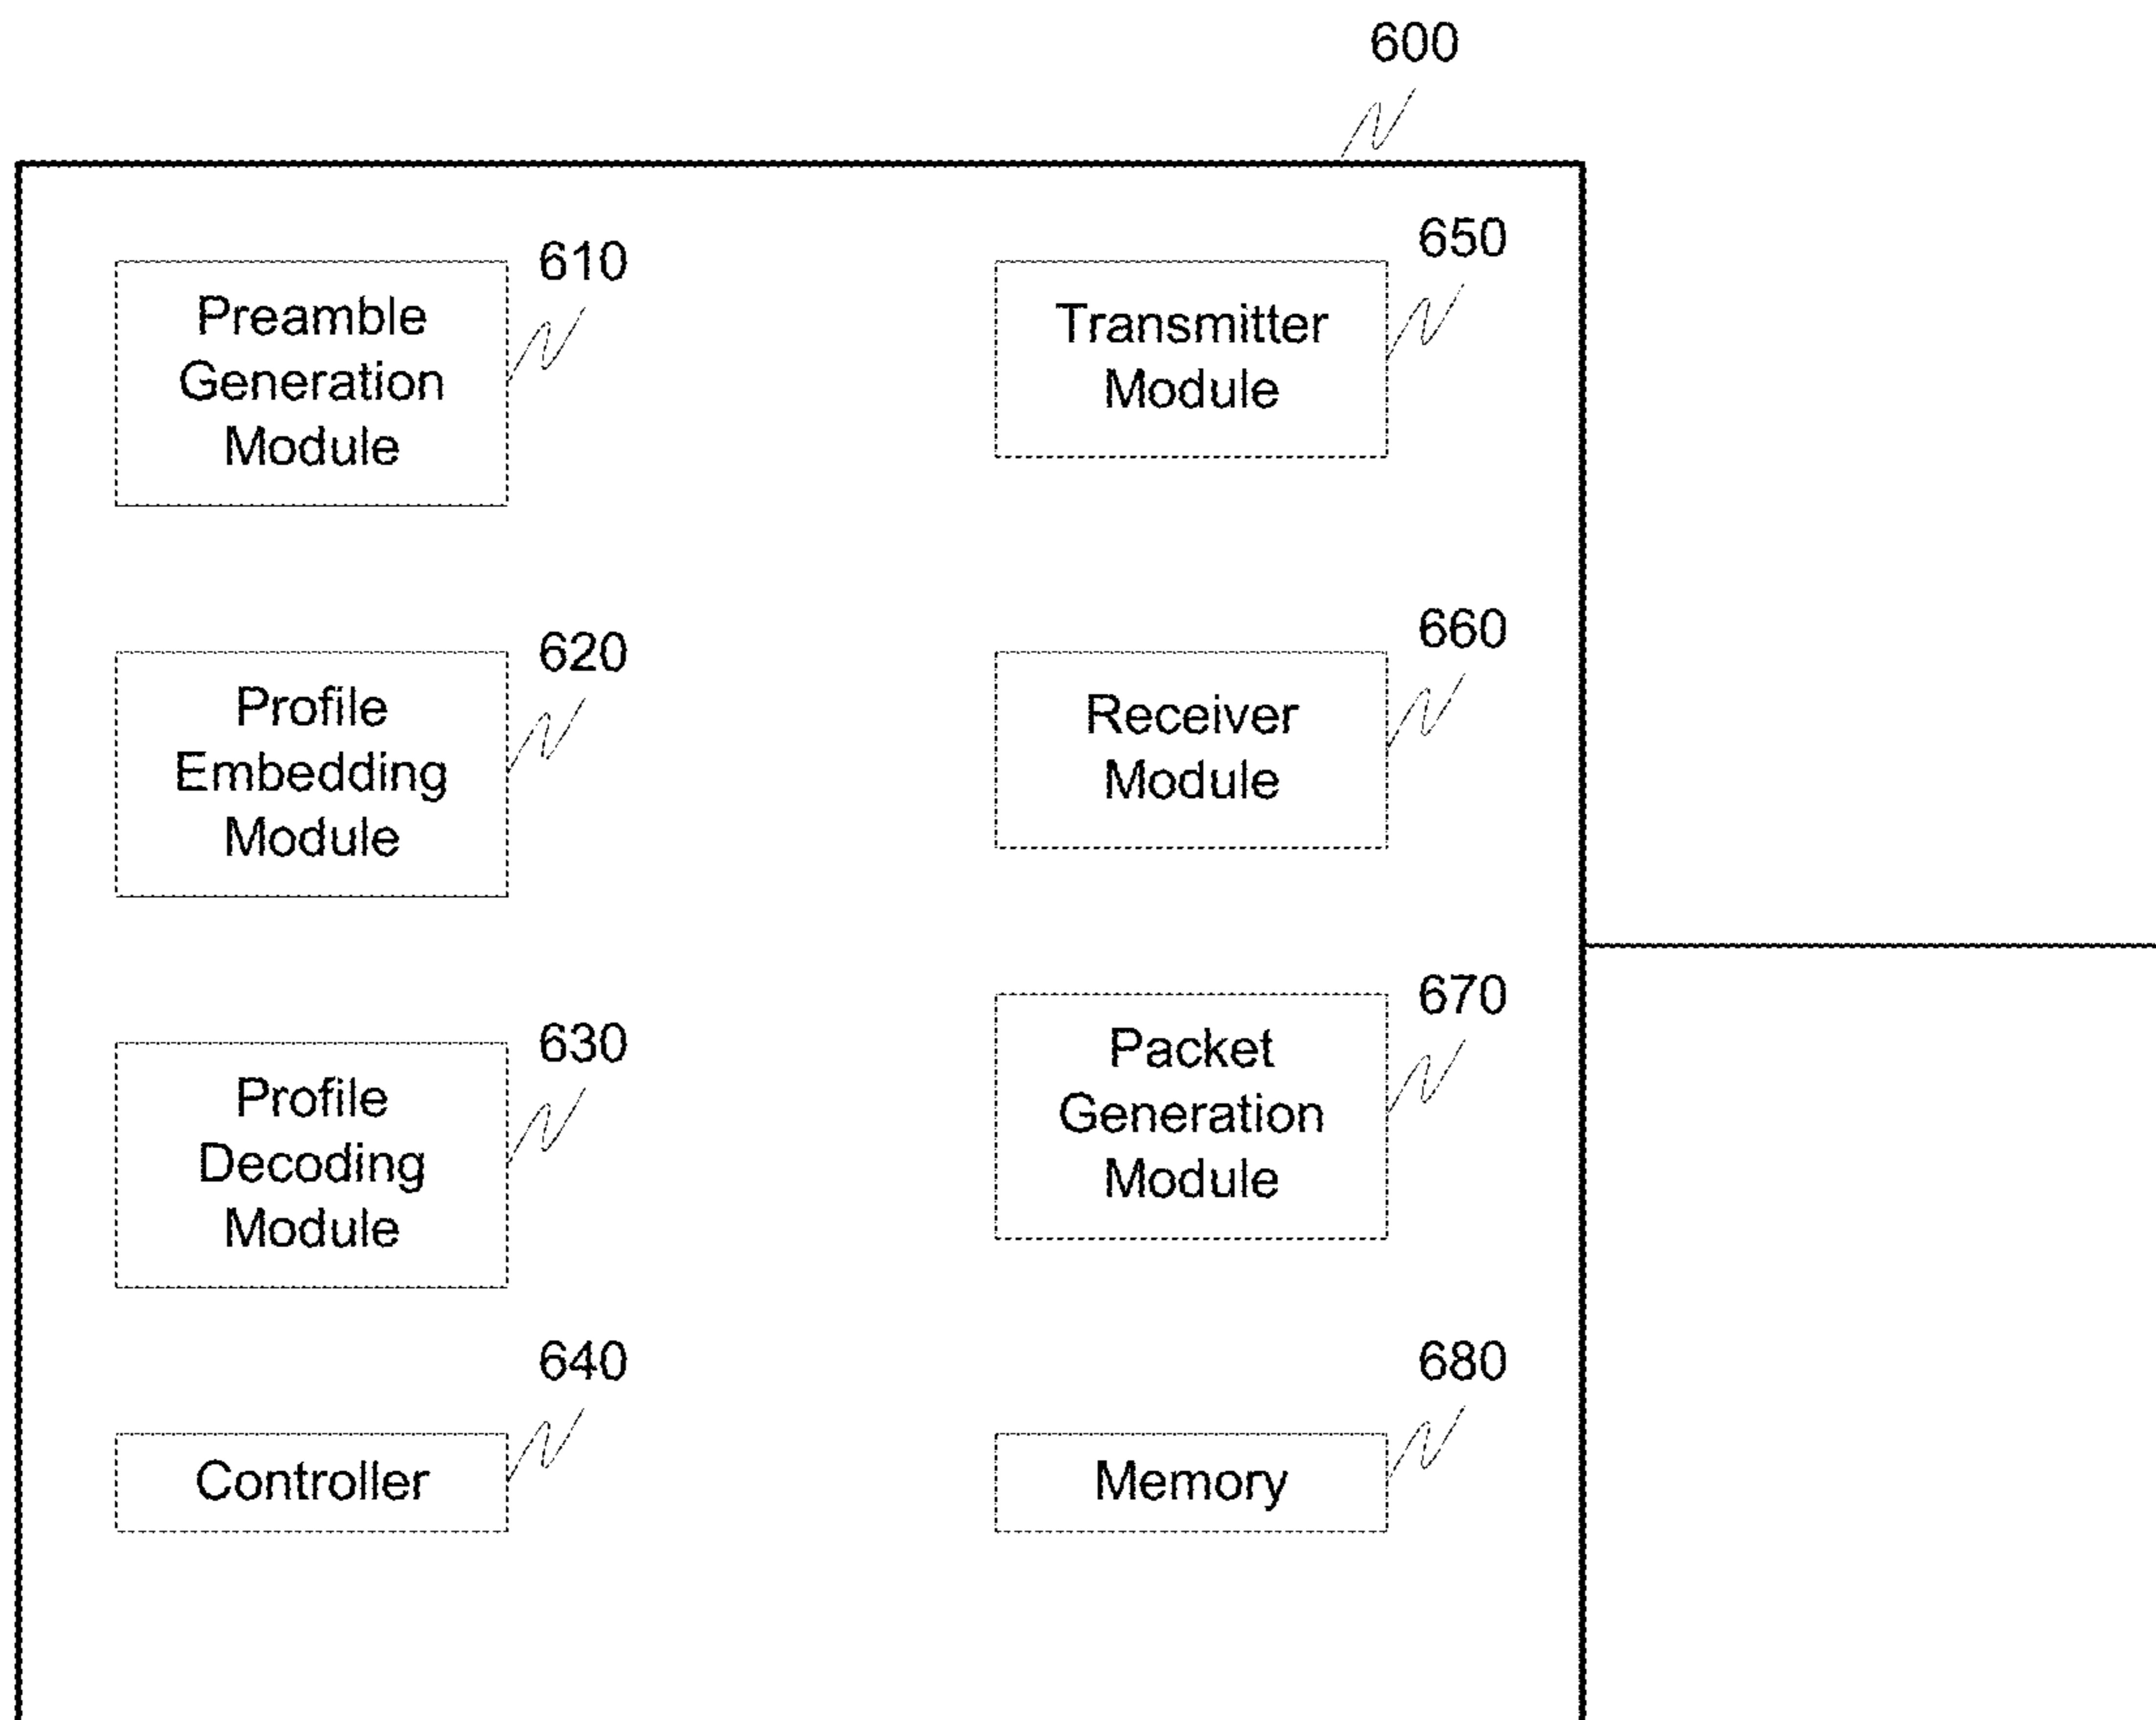 600
610
Preamble
Generation
Module
620
Profile
Embedding
Module
630
Profile
Decoding
Module
640
Controller
650
Transmitter
Module
660
Receiver
Module
670
Packet
Generation
Module
680
Memory